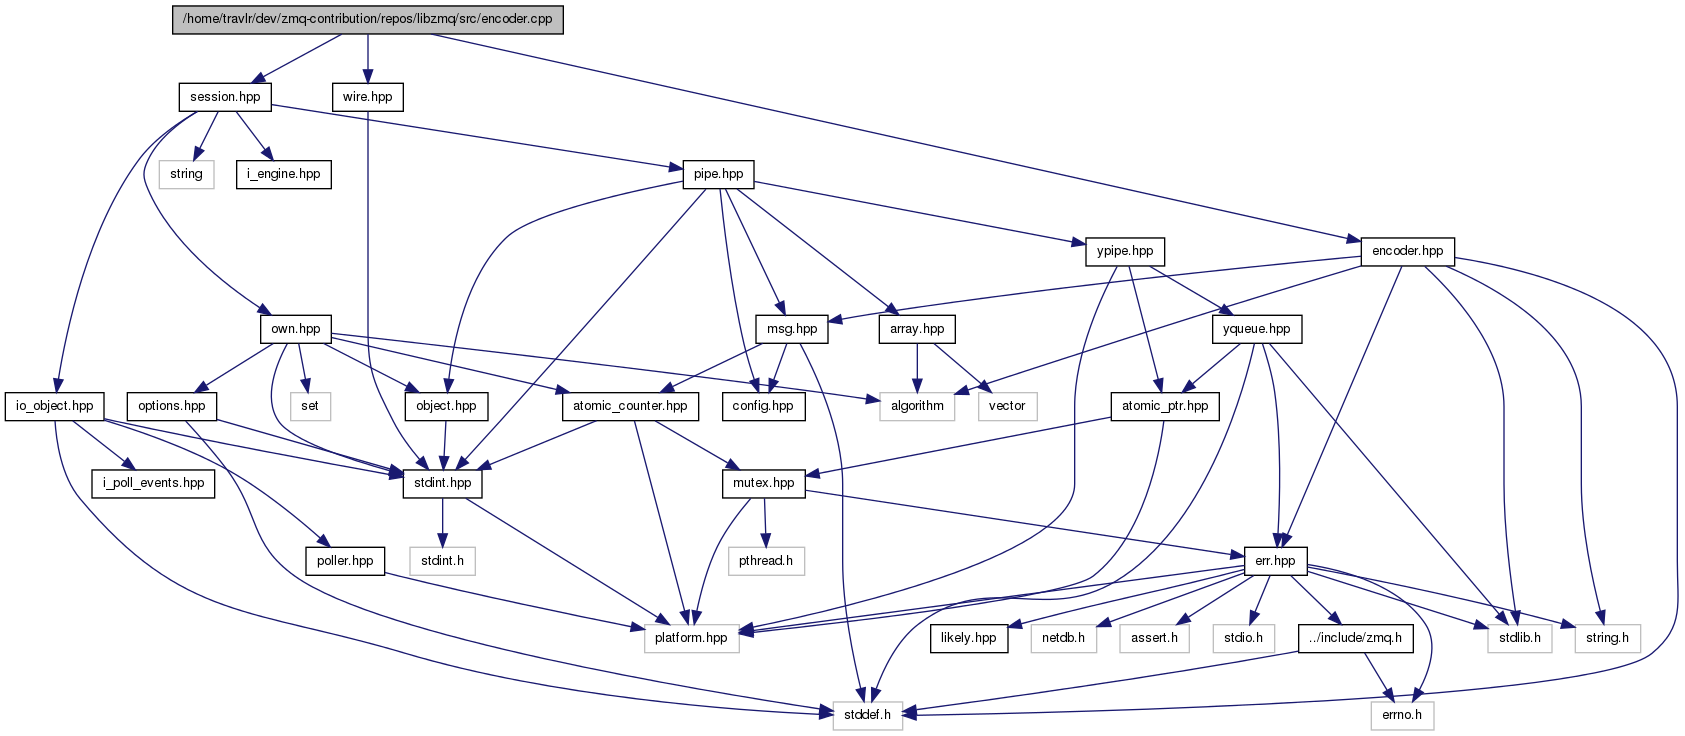 /home/travlr/dev/zmq-contribution/repos/libzmq/src/encoder.cpp
session.hpp
wire.hpp
string
i_engine.hpp
pipe.hpp
ypipe.hpp
encoder.hpp
own.hpp
msg.hpp
array.hpp
yqueue.hpp
io_object.hpp
options.hpp
set
object.hpp
atomic_counter.hpp
config.hpp
algorithm
vector
atomic_ptr.hpp
i_poll_events.hpp
stdint.hpp
mutex.hpp
poller.hpp
stdint.h
pthread.h
err.hpp
platform.hpp
likely.hpp
netdb.h
assert.h
stdio.h
../include/zmq.h
stdlib.h
string.h
stddef.h
errno.h